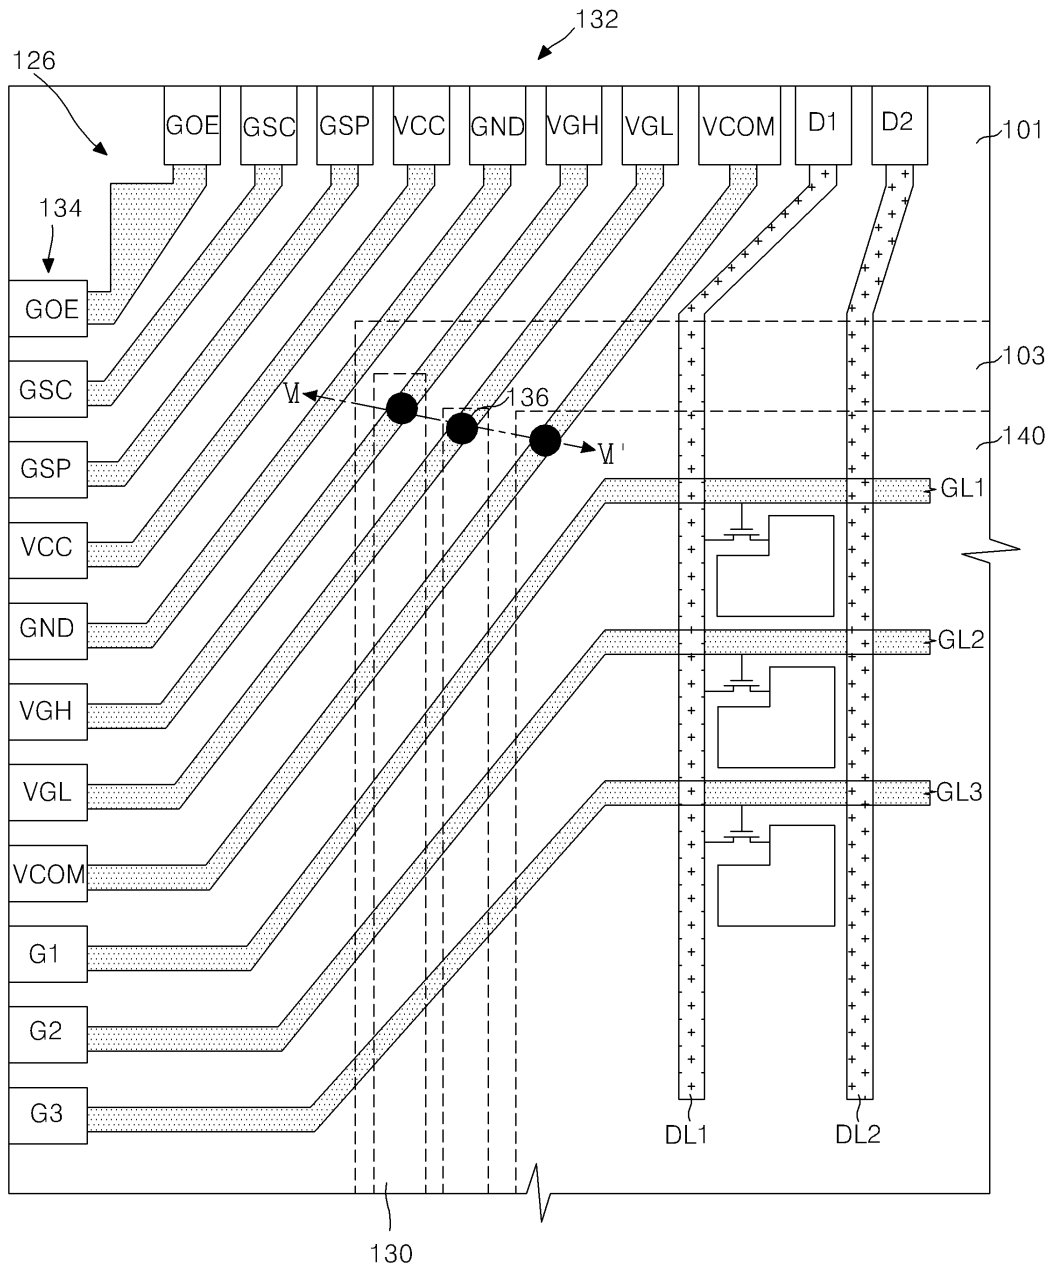 132
126
GOE GSC GSP VCC GND VGH VGL VCOM D1 D2
101
134
GOE
GSC
103
Ⅵ
136
140
Ⅵ'
GSP
GL1
VCC
GND
GL2
VGH
VGL
GL3
VCOM
G1
G2
G3
DL1
DL2
130